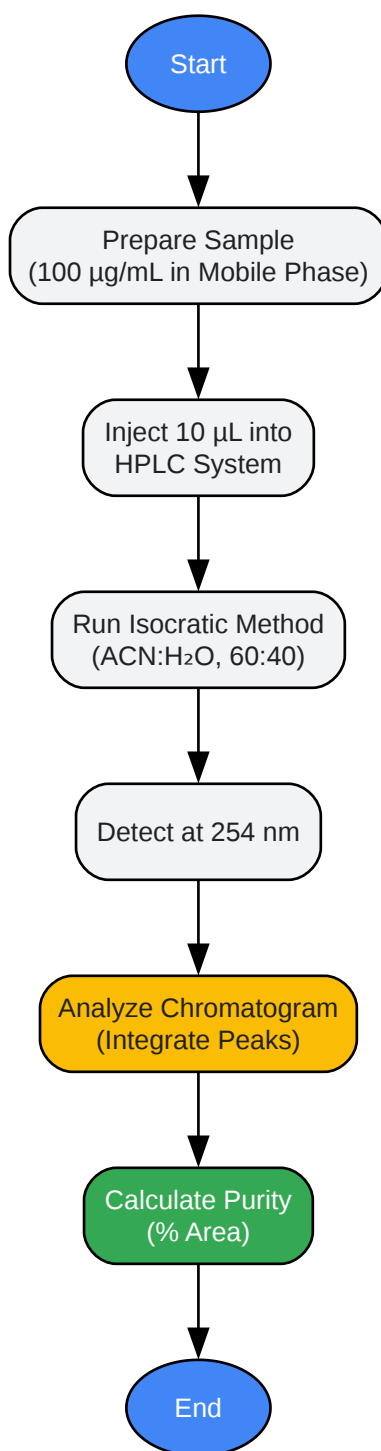 Start
Prepare Sample
(100 µg/mL in Mobile Phase)
Inject 10 µL into
HPLC System
Run Isocratic Method
(ACN:H₂O, 60:40)
Detect at 254 nm
Analyze Chromatogram
(Integrate Peaks)
Calculate Purity
(% Area)
End